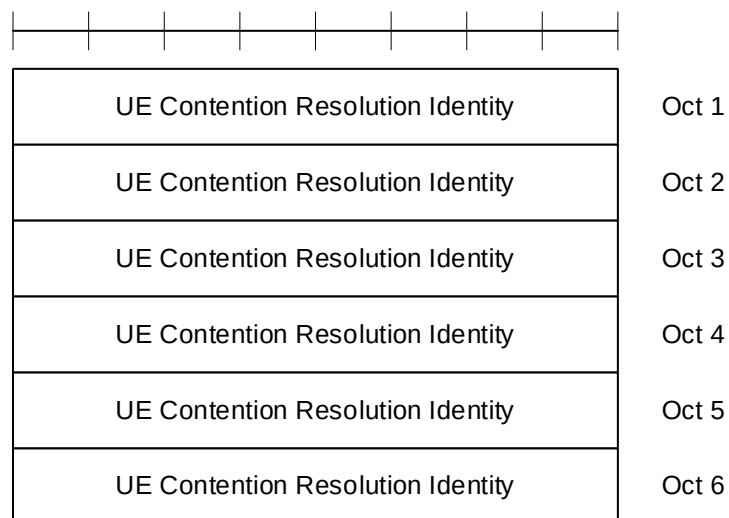 UE Contention Resolution Identity Oct 1
UE Contention Resolution Identity Oct 2
UE Contention Resolution Identity Oct 3
UE Contention Resolution Identity Oct 4
UE Contention Resolution Identity Oct 5
UE Contention Resolution Identity Oct 6